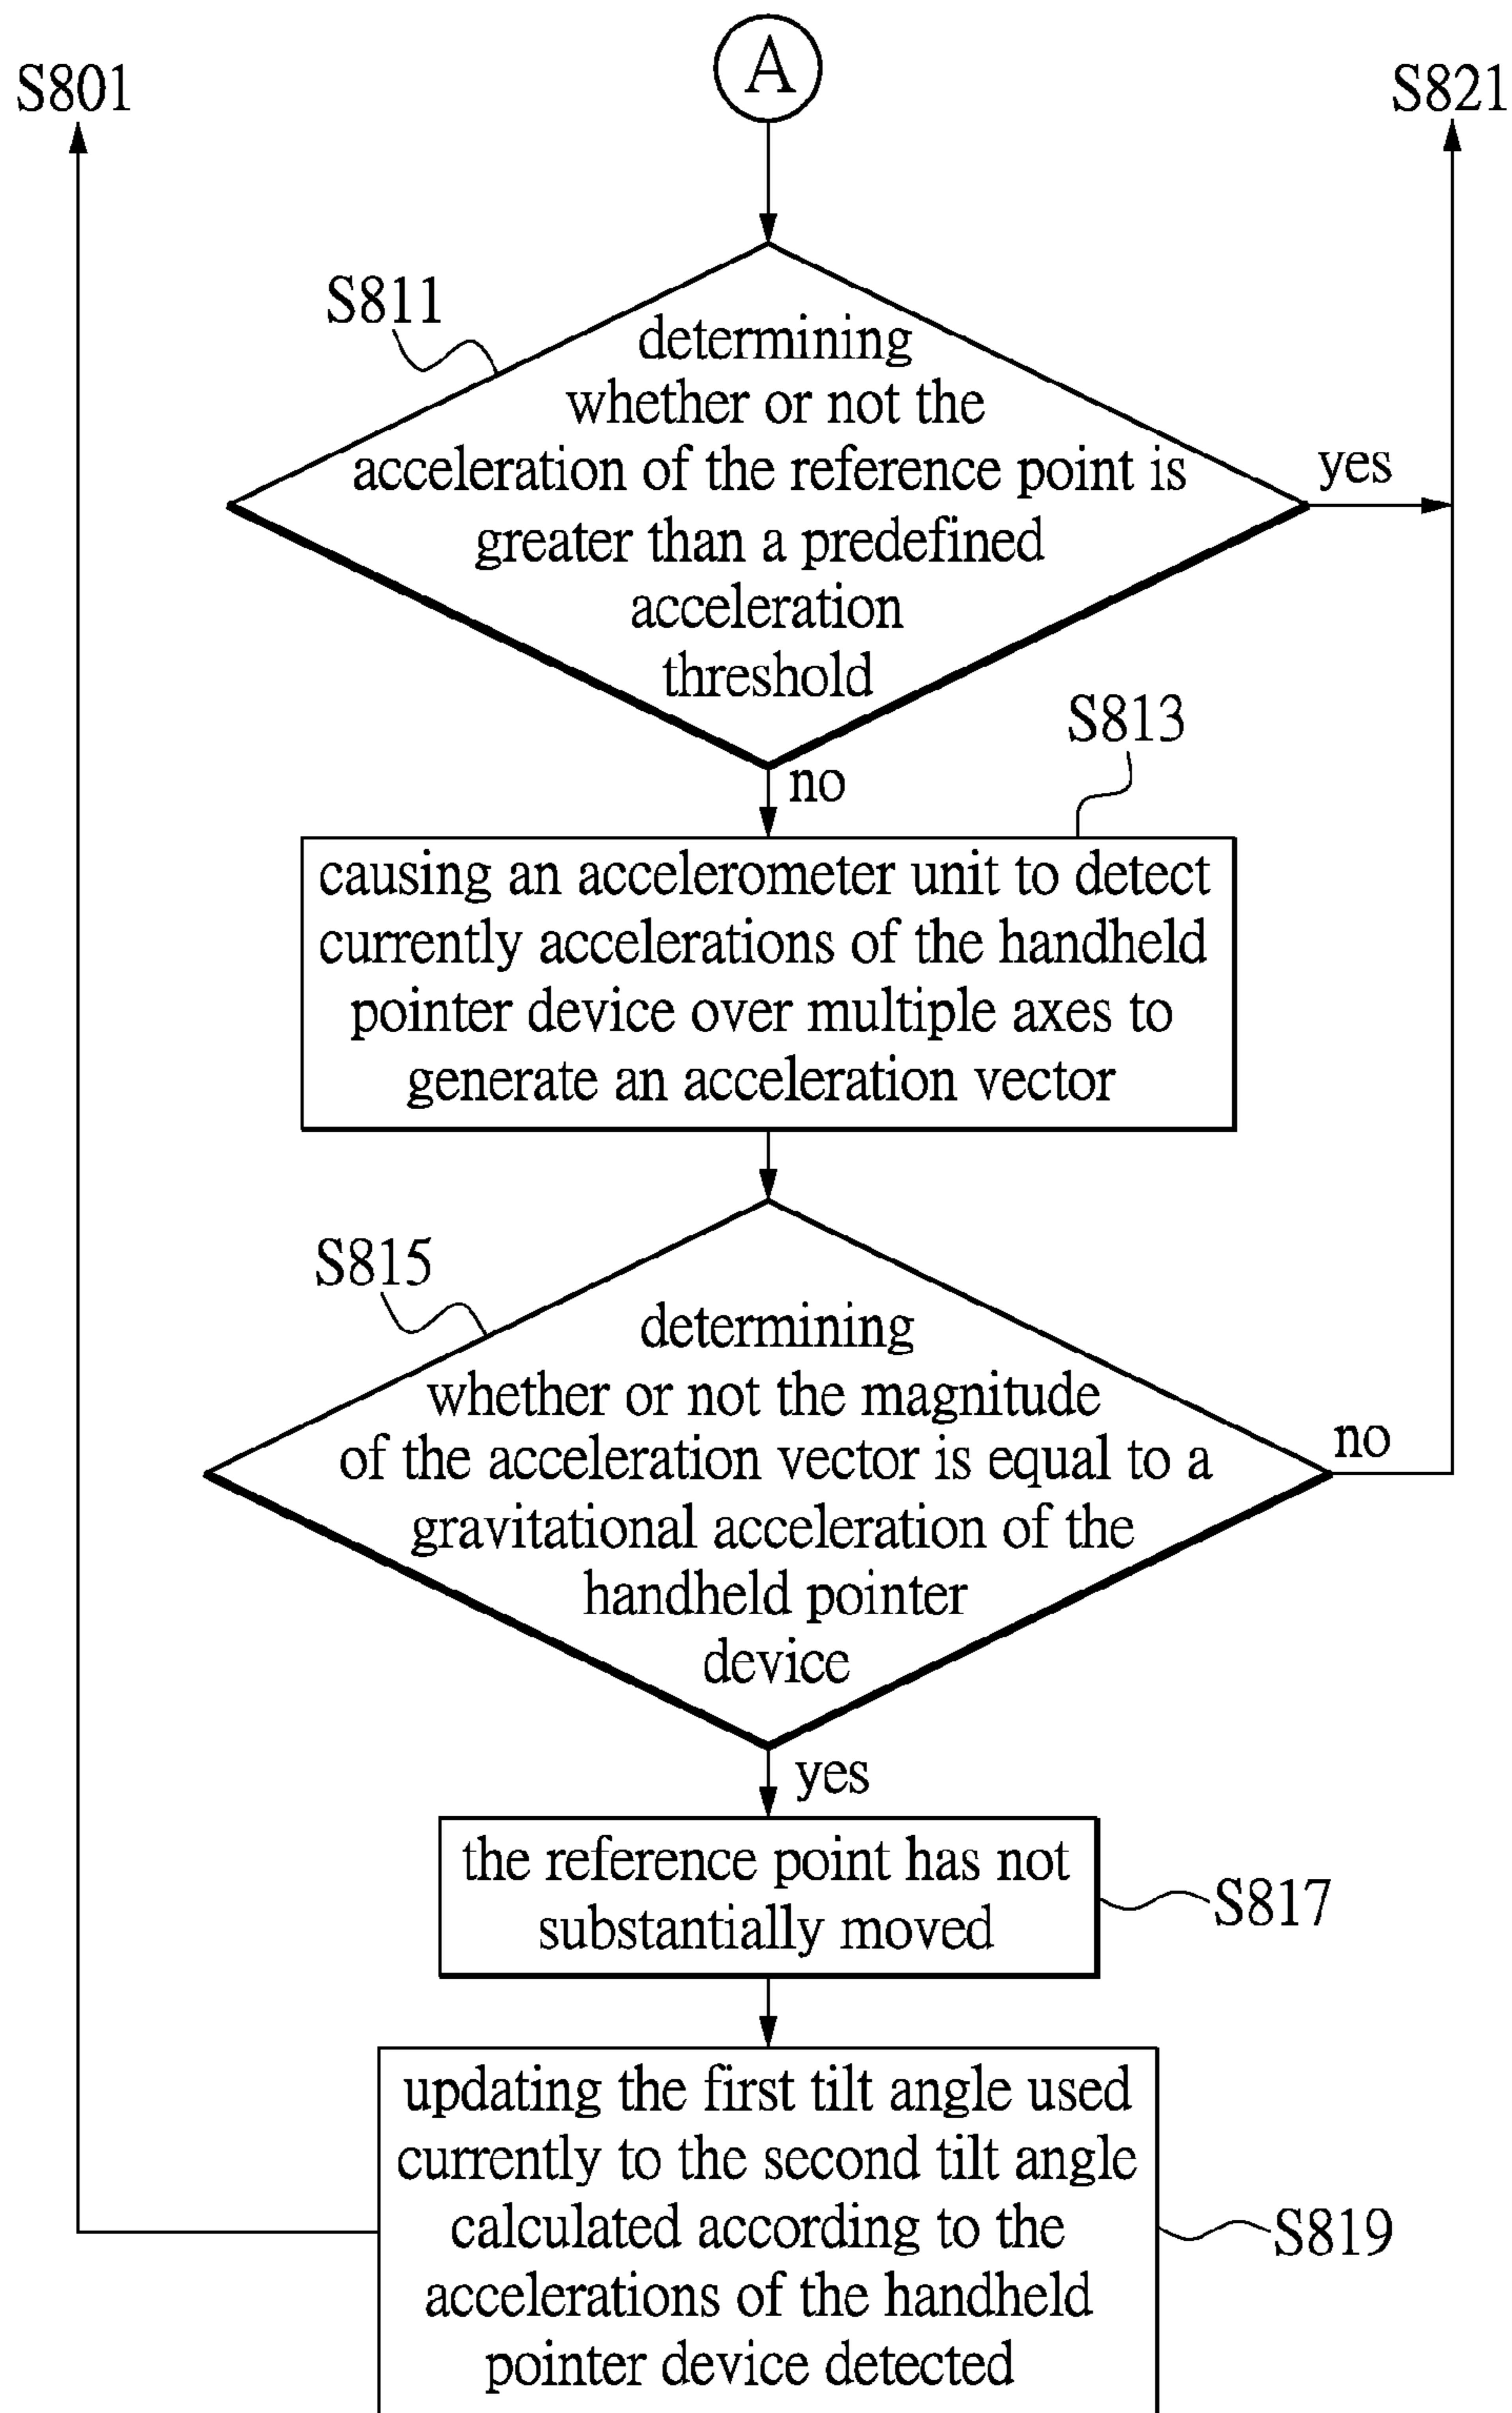 A
S801
S821
S811
determining
whether or not the
acceleration of the reference point is
greater than a predefined
acceleration
threshold
yes
no
S813
causing an accelerometer unit to detect
currently accelerations of the handheld
pointer device over multiple axes to
generate an acceleration vector
S815
determining
whether or not the magnitude
of the acceleration vector is equal to a
gravitational acceleration of the
handheld pointer
device
no
yes
the reference point has not
substantially moved
S817
updating the first tilt angle used
currently to the second tilt angle
calculated according to the
accelerations of the handheld
pointer device detected
S819